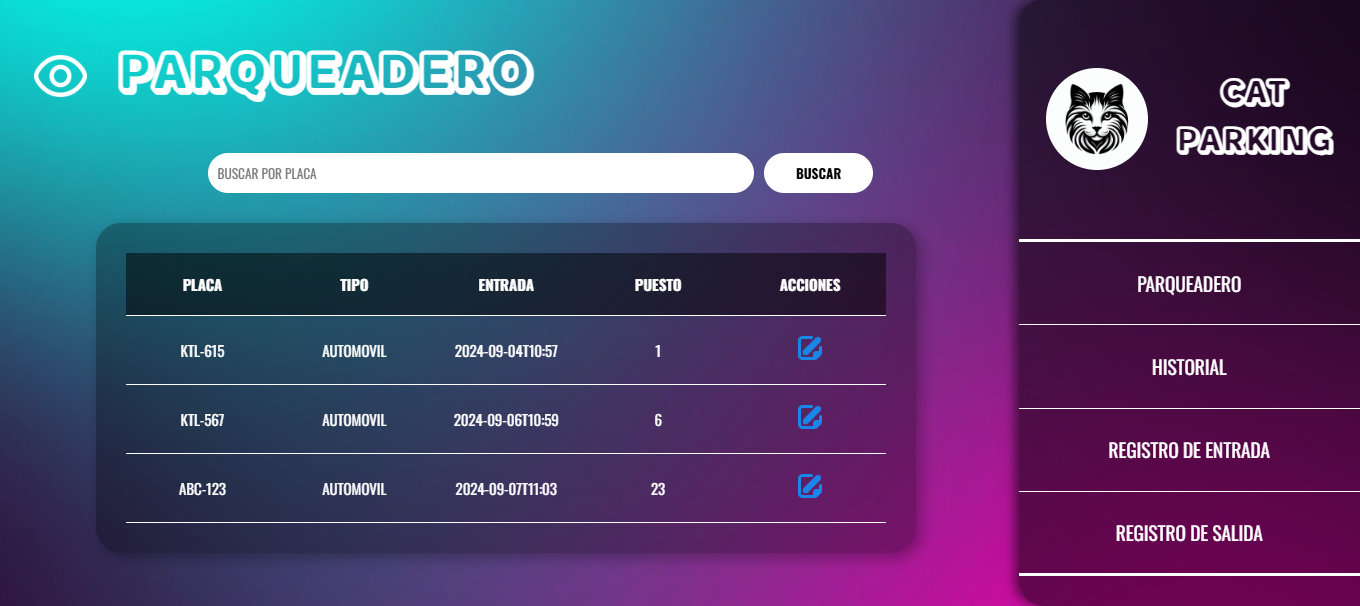 PARQUEADERO
BUSCAR POR PLACA BUSCAR
PLACA TIPO ENTRADA PUESTO ACCIONES
KTL-615 AUTOMOVIL 2024-09-04T10:57 1
KTL-567 AUTOMOVIL 2024-09-06T10:59 6
ABC-123 AUTOMOVIL 2024-09-07T11:03 23
CAT
PARKING
PARQUEADERO
HISTORIAL
REGISTRO DE ENTRADA
REGISTRO DE SALIDA